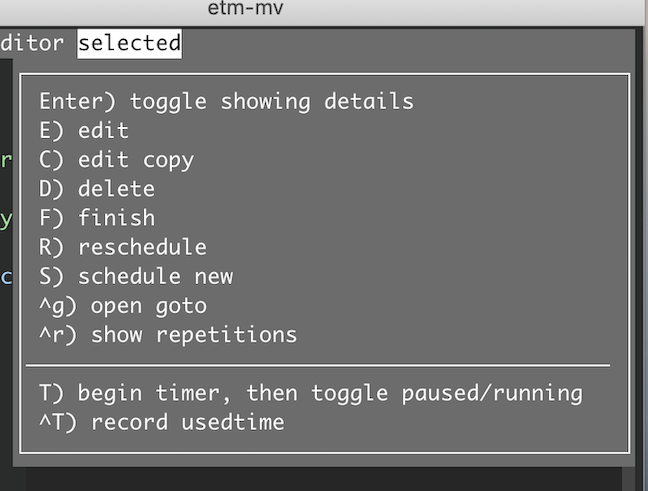 etm-mv
ditor selected
Enter) toggle showing details
E) edit
C) edit copy
r
D) delete
F) finish
y
R) reschedule
S) schedule new
c
^g) open goto
^r) show repetitions
T) begin timer, then toggle paused/running
^T) record usedtime